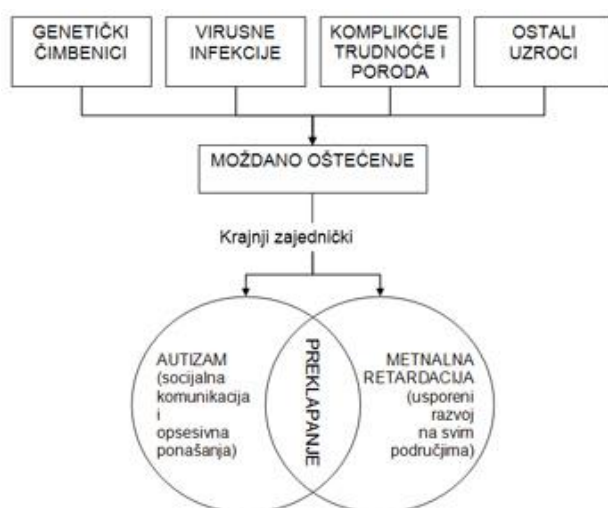 GENETIČKI
ČIMBENICI
VIRUSNE
INFEKCIJE
KOMPLIKCIJE
TRUDNOĆE I
PORODA
OSTALI
UZROCI
MOŽDANO OŠTEĆENJE
Krajnji zajednički
AUTIZAM
(socijalna
komunikacija
i
opsesivna
ponašanja)
PREKLAPANJE
METNALNA
RETARDACIJA
(usporeni
razvoj
na svim
područjima)